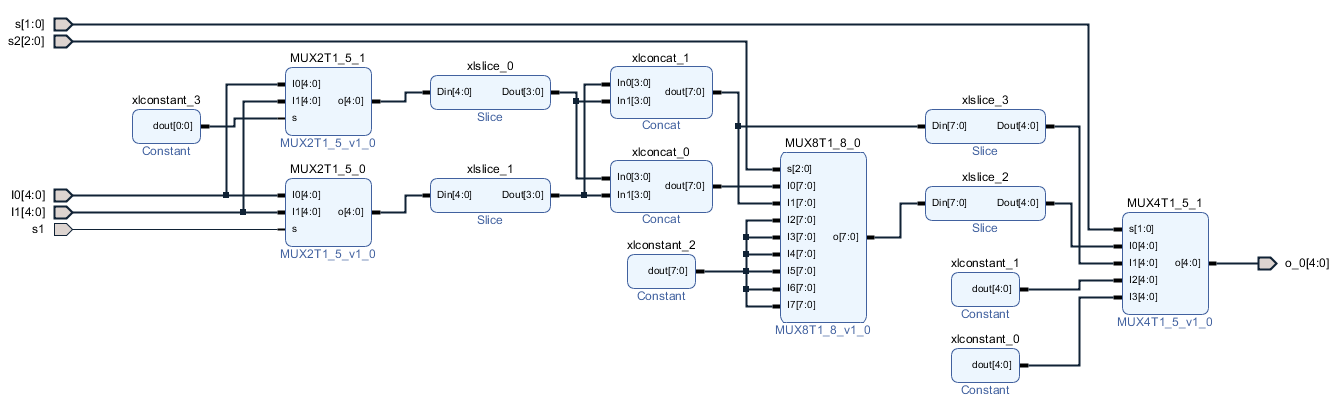 s[1:0]
s2[2:0]
I0[4:0]
I1[4:0]
s1
xlconstant_3
dout[0:0]
Constant
MUX2T1_5_1
I0[4:0]
I1[4:0]
s
o[4:0]
MUX2T1_5_v1_0
MUX2T1_5_0
I0[4:0]
I1[4:0]
s
o[4:0]
MUX2T1_5_v1_0
xlslice_0
Din[4:0]
Dout[3:0]
Slice
xlslice_1
Din[4:0]
Dout[3:0]
Slice
xlconcat_1
In0[3:0]
In1[3:0]
dout[7:0]
Concat
xlconcat_0
In0[3:0]
In1[3:0]
dout[7:0]
Concat
xlconstant_2
dout[7:0]
Constant
MUX8T1_8_0
s[2:0]
I0[7:0]
I1[7:0]
I2[7:0]
I3[7:0]
I4[7:0]
I5[7:0]
I6[7:0]
I7[7:0]
o[7:0]
MUX8T1_8_v1_0
xlslice_3
Din[7:0]
Dout[4:0]
Slice
xlslice_2
Din[7:0]
Dout[4:0]
Slice
xlconstant_1
dout[4:0]
Constant
xlconstant_0
dout[4:0]
Constant
MUX4T1_5_1
s[1:0]
I0[4:0]
I1[4:0]
I2[4:0]
I3[4:0]
o[4:0]
MUX4T1_5_v1_0
o_0[4:0]